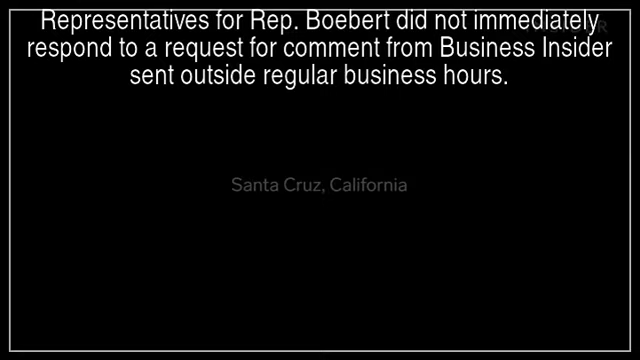 Representatives for Rep. Boebert did not immediately
respond to a request for comment from Business Insider
sent outside regular business hours.
Santa Cruz, California